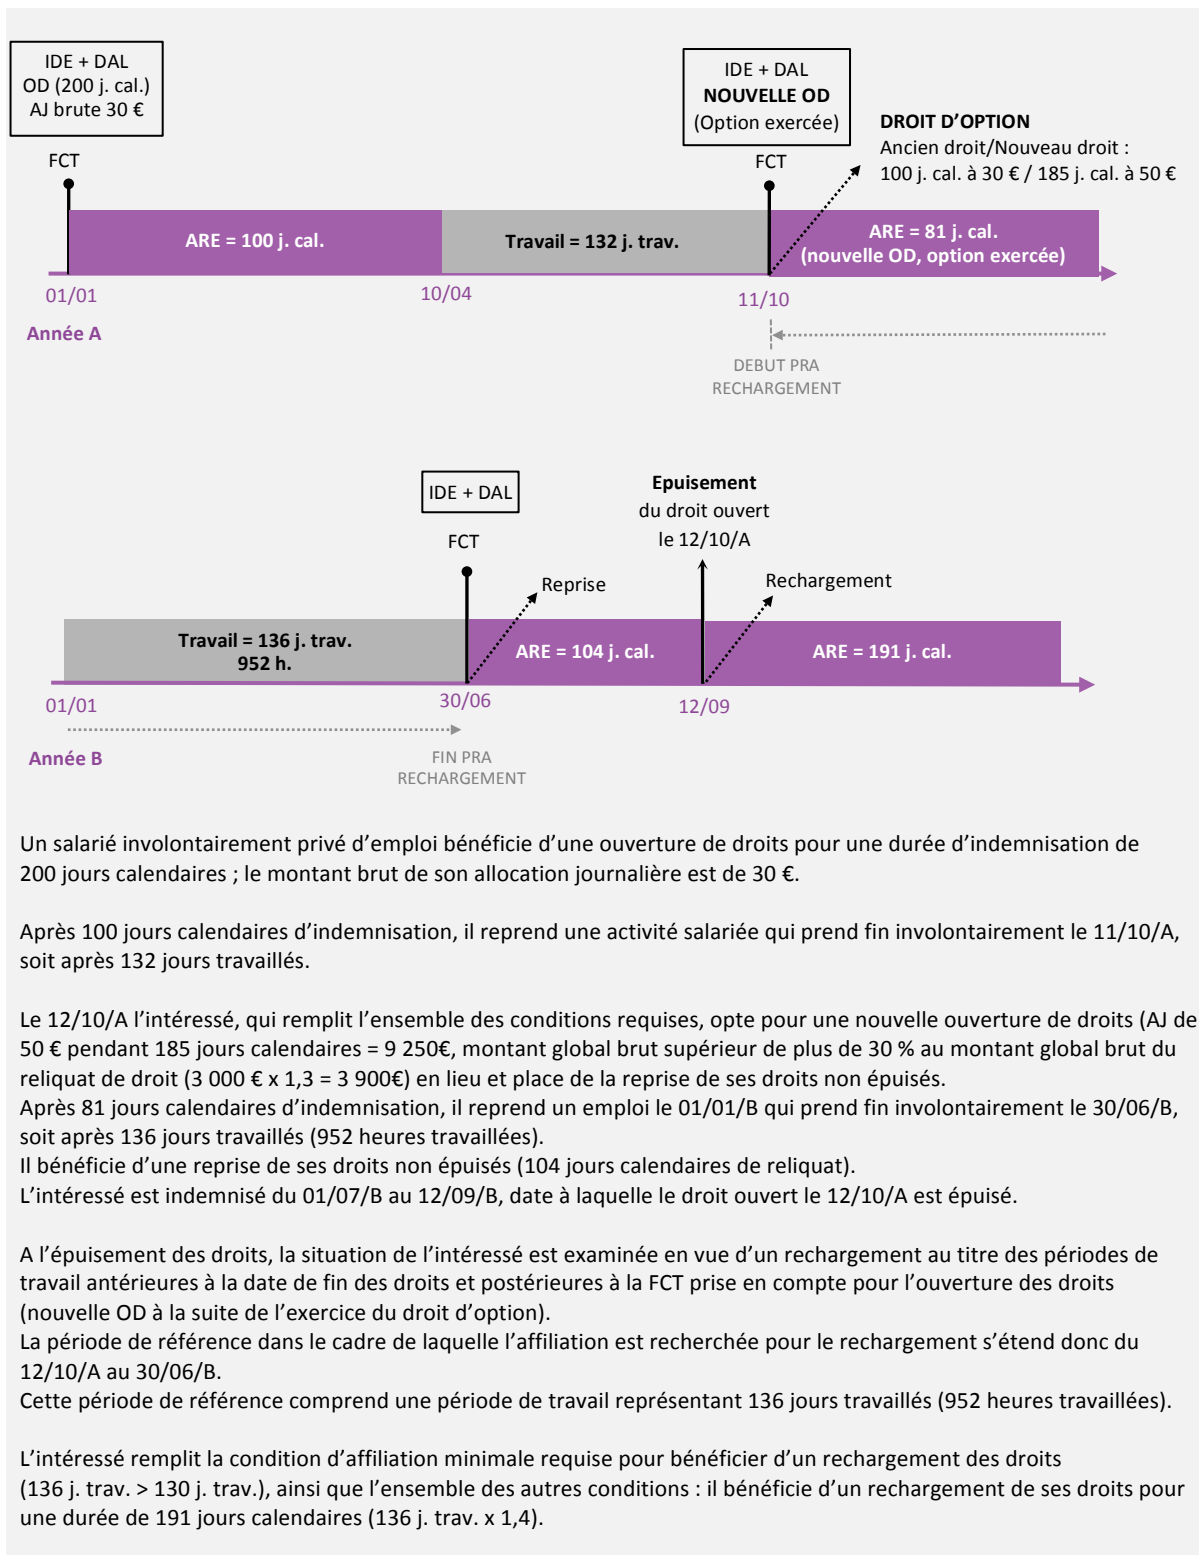 IDE + DAL
OD (200 j. cal.)
AJ brute 30 €
FCT
IDE + DAL
NOUVELLE OD
(Option exercée)
FCT
DROIT D’OPTION
Ancien droit/Nouveau droit :
100 j. cal. à 30 € / 185 j. cal. à 50 €
ARE = 100 j. cal.
Travail = 132 j. trav.
ARE = 81 j. cal.
(nouvelle OD, option exercée)
01/01
10/04
11/10
Année A
DEBUT PRA
RECHARGEMENT
IDE + DAL
FCT
Epuisement
du droit ouvert
le 12/10/A
Reprise
Rechargement
Travail = 136 j. trav.
952 h.
ARE = 104 j. cal.
ARE = 191 j. cal.
01/01
30/06
12/09
Année B
FIN PRA
RECHARGEMENT
Un salarié involontairement privé d’emploi bénéficie d’une ouverture de droits pour une durée d’indemnisation de
200 jours calendaires ; le montant brut de son allocation journalière est de 30 €.
Après 100 jours calendaires d’indemnisation, il reprend une activité salariée qui prend fin involontairement le 11/10/A,
soit après 132 jours travaillés.
Le 12/10/A l’intéressé, qui remplit l’ensemble des conditions requises, opte pour une nouvelle ouverture de droits (AJ de
50 € pendant 185 jours calendaires = 9 250€, montant global brut supérieur de plus de 30 % au montant global brut du
reliquat de droit (3 000 € x 1,3 = 3 900€) en lieu et place de la reprise de ses droits non épuisés.
Après 81 jours calendaires d’indemnisation, il reprend un emploi le 01/01/B qui prend fin involontairement le 30/06/B,
soit après 136 jours travaillés (952 heures travaillées).
Il bénéficie d’une reprise de ses droits non épuisés (104 jours calendaires de reliquat).
L’intéressé est indemnisé du 01/07/B au 12/09/B, date à laquelle le droit ouvert le 12/10/A est épuisé.
A l’épuisement des droits, la situation de l’intéressé est examinée en vue d’un rechargement au titre des périodes de
travail antérieures à la date de fin des droits et postérieures à la FCT prise en compte pour l’ouverture des droits
(nouvelle OD à la suite de l’exercice du droit d’option).
La période de référence dans le cadre de laquelle l’affiliation est recherchée pour le rechargement s’étend donc du
12/10/A au 30/06/B.
Cette période de référence comprend une période de travail représentant 136 jours travaillés (952 heures travaillées).
L’intéressé remplit la condition d’affiliation minimale requise pour bénéficier d’un rechargement des droits
(136 j. trav. > 130 j. trav.), ainsi que l’ensemble des autres conditions : il bénéficie d’un rechargement de ses droits pour
une durée de 191 jours calendaires (136 j. trav. x 1,4).